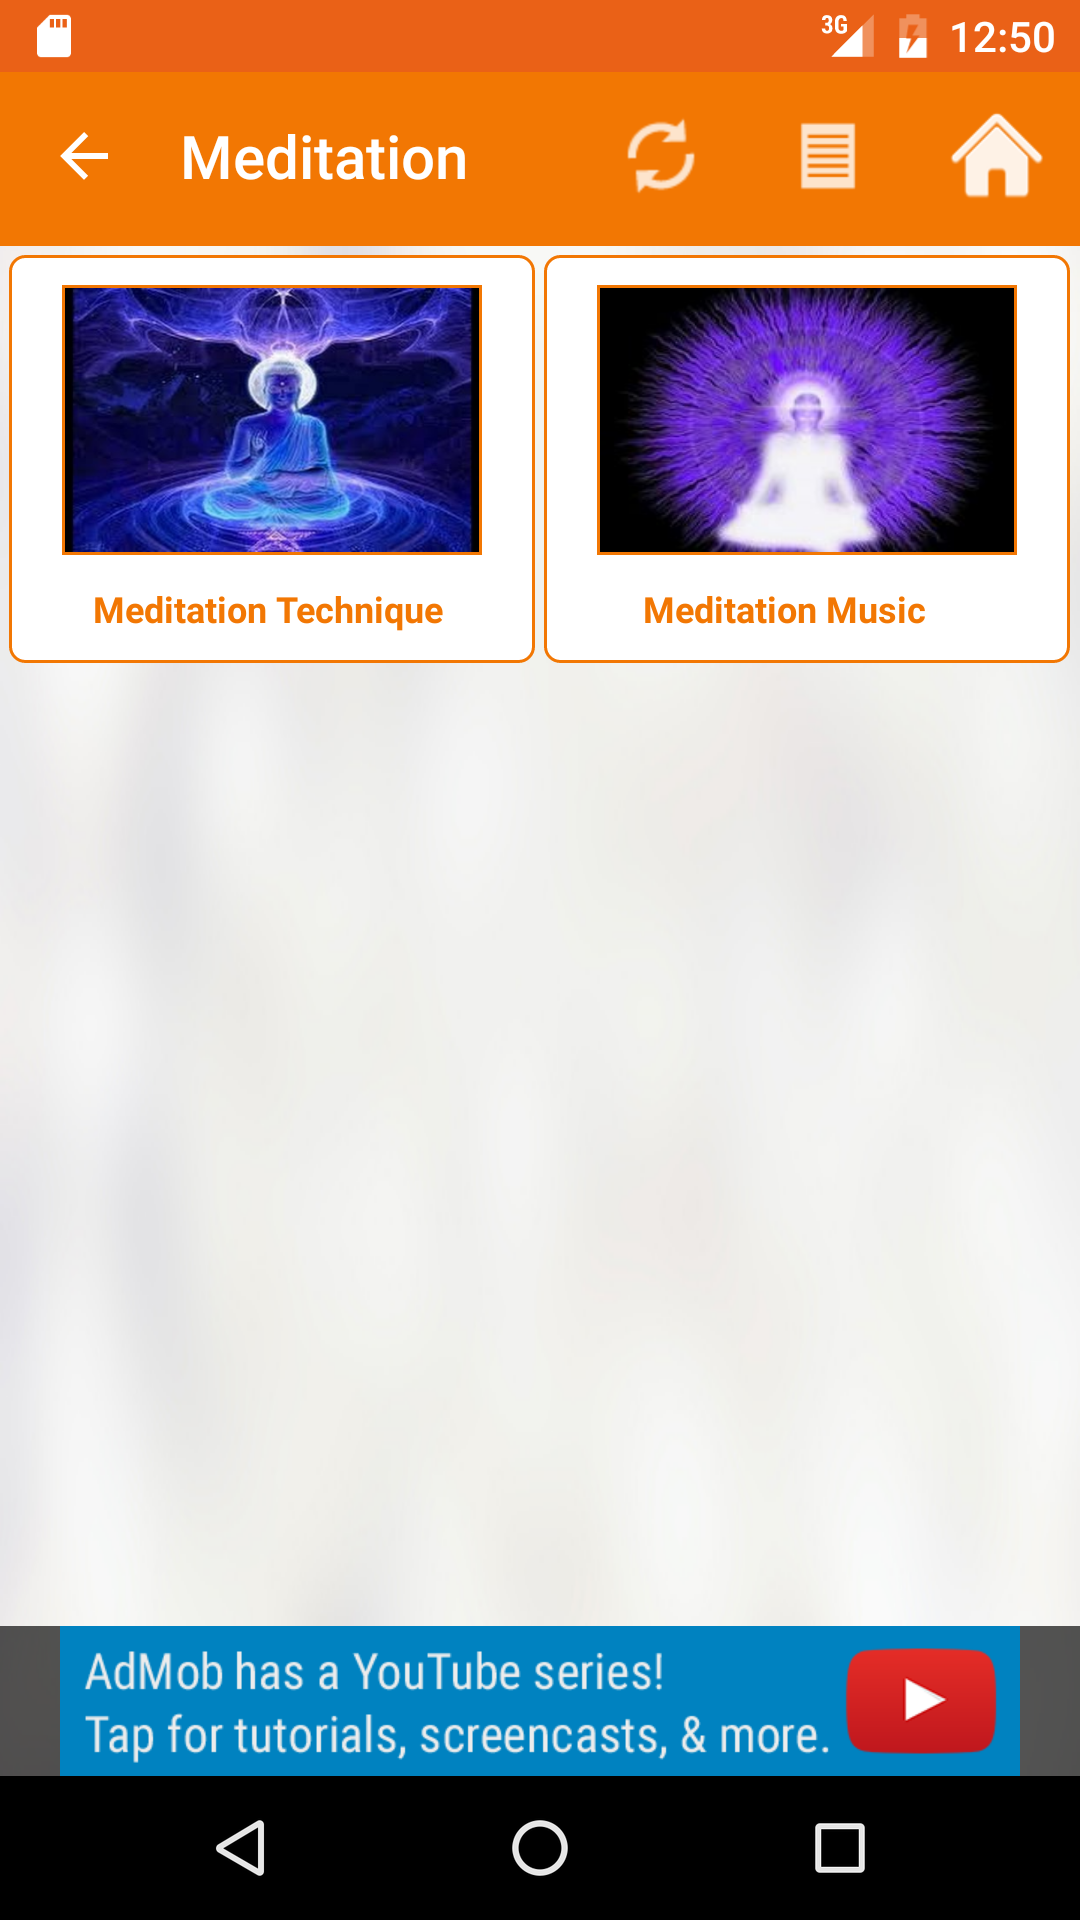 3G 12:50
Meditation
Meditation Technique
Meditation Music
AdMob has a YouTube series!
Tap for tutorials, screencasts, & more.